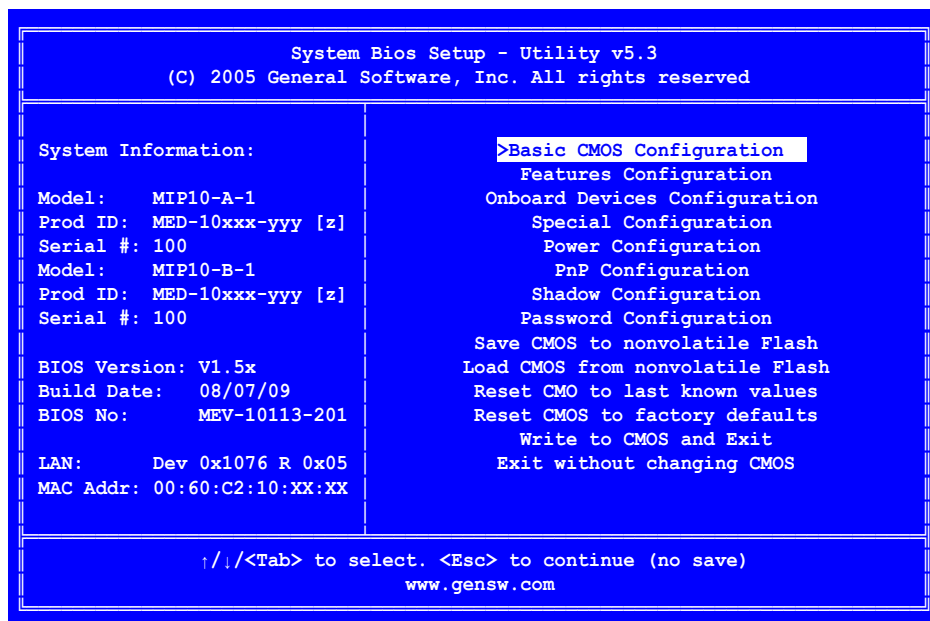 System Bios Setup - Utility v5.3
(C) 2005 General Software, Inc. All rights reserved
System Information:
Model: MIP10-A-1
Prod ID: MED-10xxx-yyy [z]
Serial #: 100
Model: MIP10-B-1
Prod ID: MED-10xxx-yyy [z]
Serial #: 100
BIOS Version: V1.5x
Build Date: 08/07/09
BIOS No: MEV-10113-201
LAN: Dev 0x1076 R 0x05
MAC Addr: 00:60:C2:10:XX:XX
>Basic CMOS Configuration
Features Configuration
Onboard Devices Configuration
Special Configuration
Power Configuration
PnP Configuration
Shadow Configuration
Password Configuration
Save CMOS to nonvolatile Flash
Load CMOS from nonvolatile Flash
Reset CMO to last known values
Reset CMOS to factory defaults
Write to CMOS and Exit
Exit without changing CMOS
↑/↓/<Tab> to select. <Esc> to continue (no save)
www.gensw.com